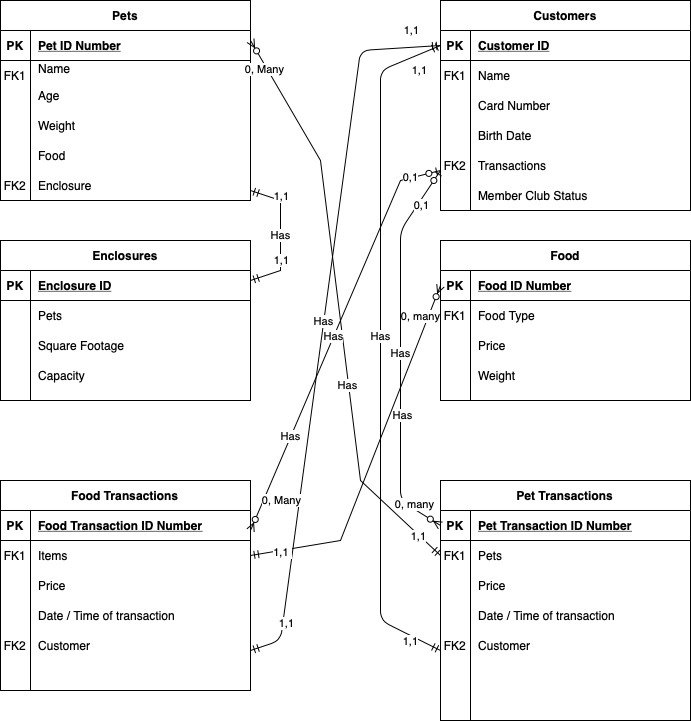 Pets
PK Pet ID Number
FK1 Name
Age
Weight
Food
FK2 Enclosure
Customers
PK Customer ID
FK1 Name
Card Number
Birth Date
FK2 Transactions
Member Club Status
Enclosures
PK Enclosure ID
Pets
Square Footage
Capacity
Food
PK Food ID Number
FK1 Food Type
Price
Weight
Food Transactions
PK Food Transaction ID Number
FK1 Items
Price
Date / Time of transaction
FK2 Customer
Pet Transactions
PK Pet Transaction ID Number
FK1 Pets
Price
Date / Time of transaction
FK2 Customer
1,1
0, Many
1,1
0,1
1,1
0,1
Has
1,1
0, many
Has
Has
Has
Has
Has
Has
Has
0, Many
0, many
1,1
1,1
1,1
1,1